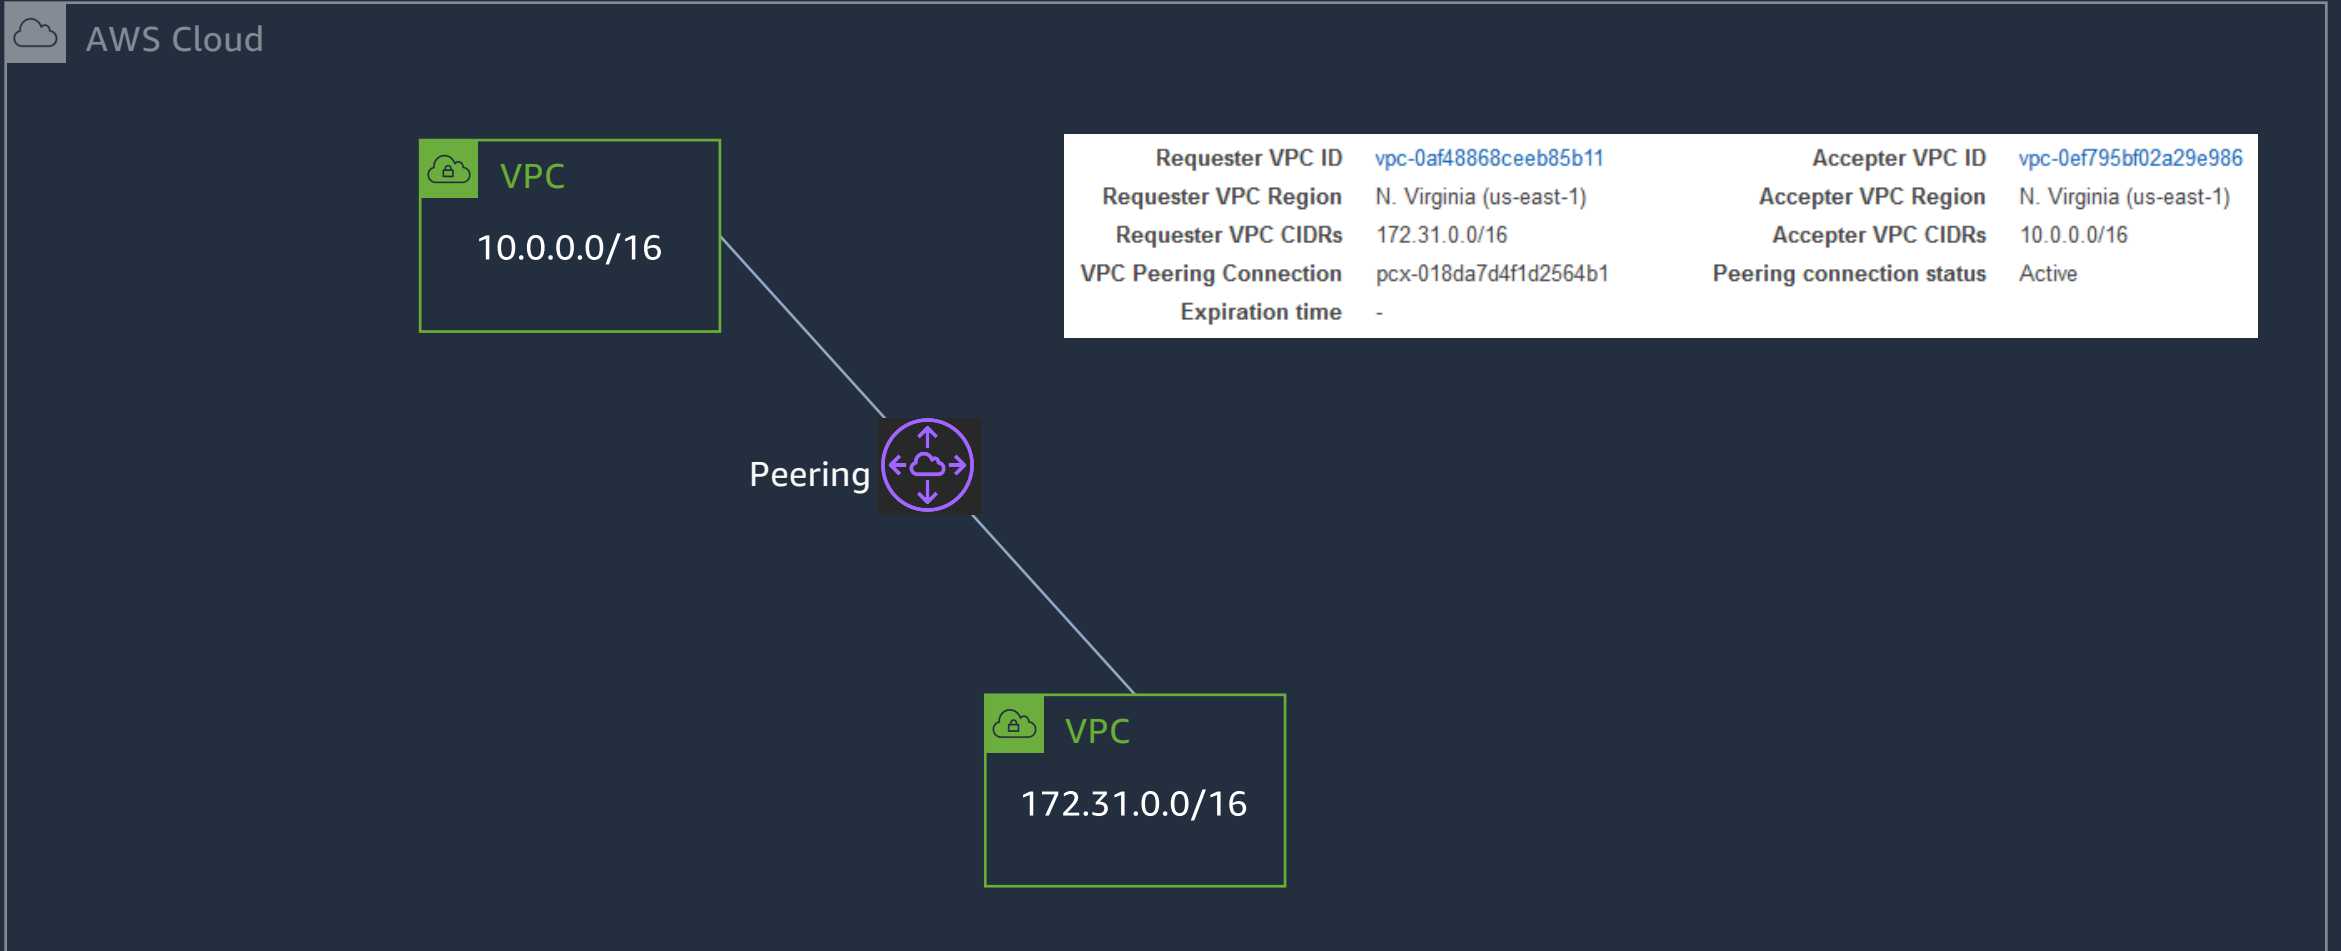 AWS Cloud
VPC
10.0.0.0/16
Requester VPC ID vpc-0af48868ceeb85b11 Accepter VPC ID vpc-0ef795bf02a29e986
Requester VPC Region N. Virginia (us-east-1) Accepter VPC Region N. Virginia (us-east-1)
Requester VPC CIDRs 172.31.0.0/16 Accepter VPC CIDRs 10.0.0.0/16
VPC Peering Connection pcx-018da7d4f1d2564b1 Peering connection status Active
Expiration time -
Peering
VPC
172.31.0.0/16